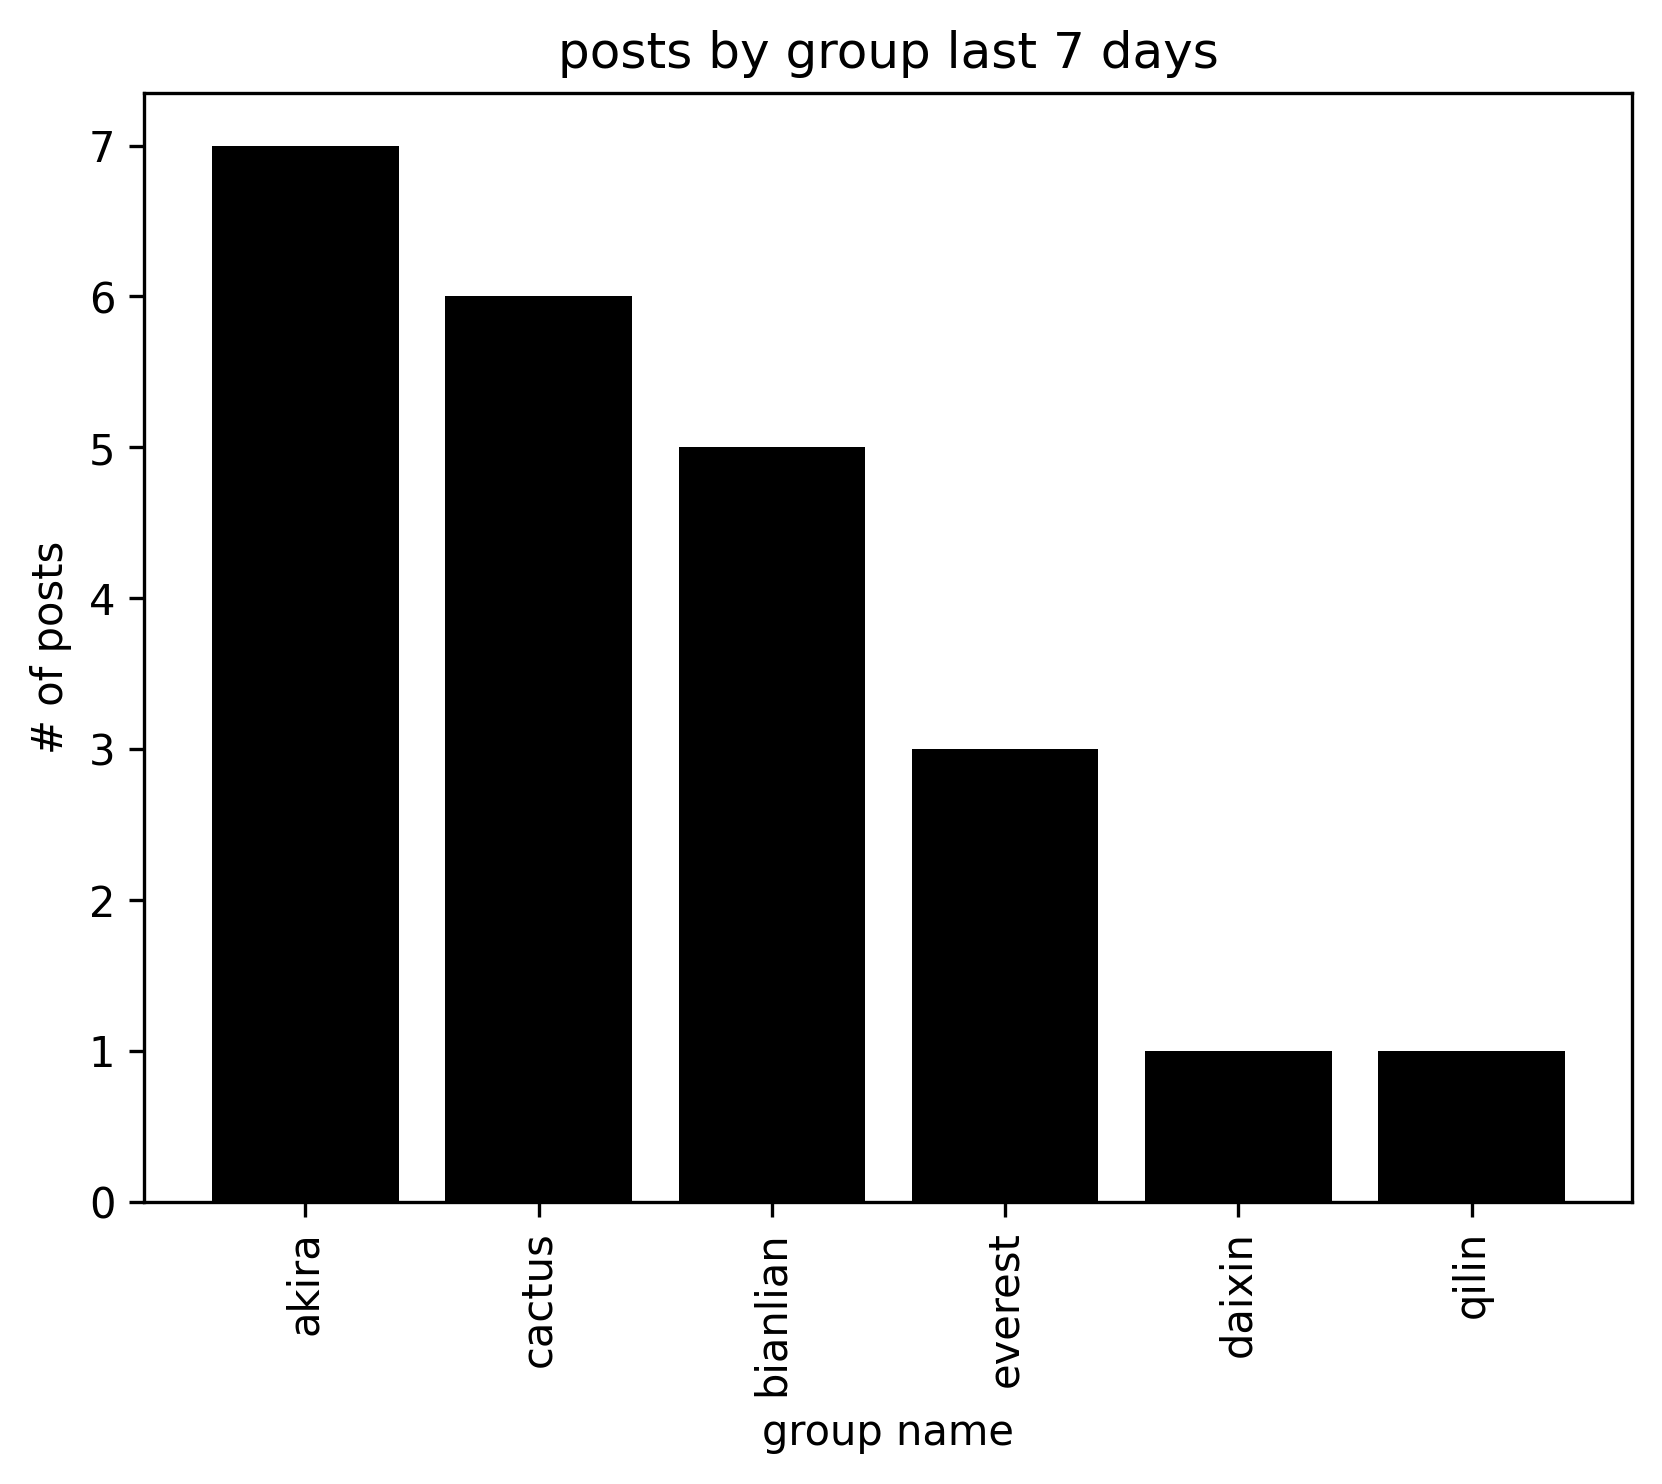 posts by group last 7 days
7
6
5
4
3
2
1
0
# of posts
akira
cactus
bianlian
everest
daixin
qilin
group name